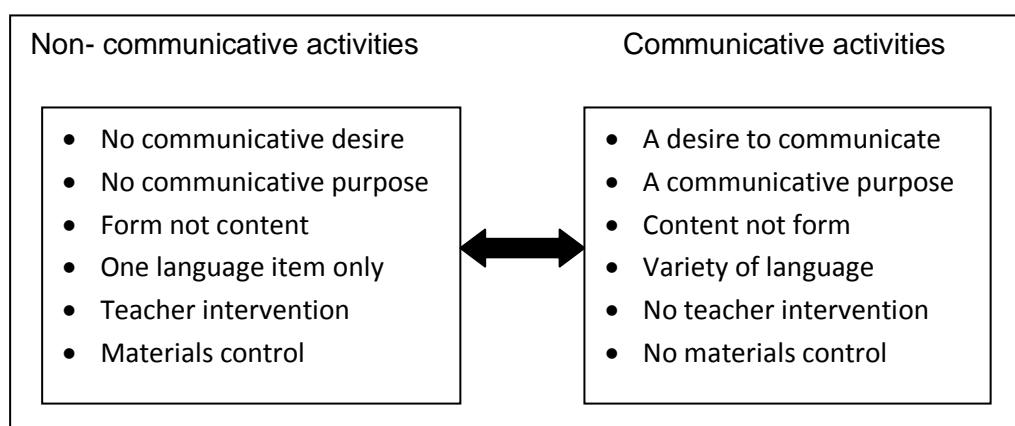 Non- communicative activities
Communicative activities
• No communicative desire
• No communicative purpose
• Form not content
• One language item only
• Teacher intervention
• Materials control
• A desire to communicate
• A communicative purpose
• Content not form
• Variety of language
• No teacher intervention
• No materials control